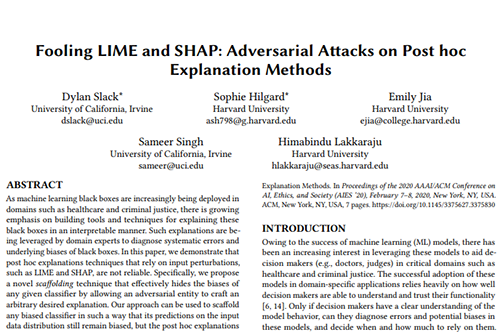 Fooling LIME and SHAP: Adversarial Attacks on Post hoc
Explanation Methods
Dylan Slack*
University of California, Irvine
dslack@uci.edu
Sophie Hilgard*
Harvard University
ash798@g.harvard.edu
Emily Jia
Harvard University
ejia@college.harvard.edu
Sameer Singh
University of California, Irvine
sameer@uci.edu
Himabindu Lakkaraju
Harvard University
hlakkaraju@seas.harvard.edu
ABSTRACT
As machine learning black boxes are increasingly being deployed in
domains such as healthcare and criminal justice, there is growing
emphasis on building tools and techniques for explaining these
black boxes in an interpretable manner. Such explanations are be-
ing leveraged by domain experts to diagnose systematic errors and
underlying biases of black boxes. In this paper, we demonstrate that
post hoc explanations techniques that rely on input perturbations,
such as LIME and SHAP, are not reliable. Specifically, we propose
a novel scaffolding technique that effectively hides the biases of
any given classifier by allowing an adversarial entity to craft an
arbitrary desired explanation. Our approach can be used to scaffold
any biased classifier in such a way that its predictions on the input
data distribution still remain biased, but the post hoc explanations
Explanation Methods. In Proceedings of the 2020 AAAI/ACM Conference on
AI, Ethics, and Society (AIES '20), February 7–8, 2020, New York, NY, USA.
ACM, New York, NY, USA, 7 pages. https://doi.org/10.1145/3375627.3375830
INTRODUCTION
Owing to the success of machine learning (ML) models, there has
been an increasing interest in leveraging these models to aid de-
cision makers (e.g., doctors, judges) in critical domains such as
healthcare and criminal justice. The successful adoption of these
models in domain-specific applications relies heavily on how well
decision makers are able to understand and trust their functionality
[6, 14]. Only if decision makers have a clear understanding of the
model behavior, can they diagnose errors and potential biases in
these models, and decide when and how much to rely on them